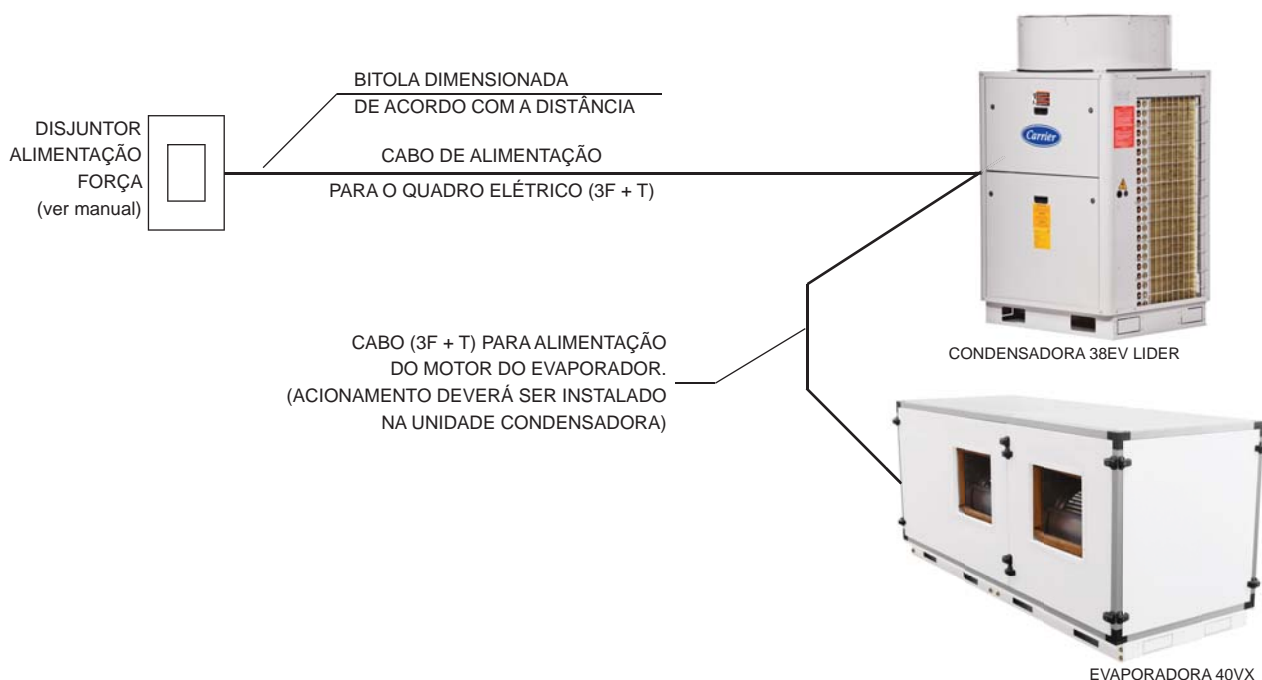 BITOLA DIMENSIONADA
DE ACORDO COM A DISTÂNCIA
DISJUNTOR
ALIMENTAÇÃO
FORÇA
(ver manual)
CABO DE ALIMENTAÇÃO
PARA O QUADRO ELÉTRICO (3F + T)
Carrier
CONDENSADORA 38EV LIDER
CABO (3F + T) PARA ALIMENTAÇÃO
DO MOTOR DO EVAPORADOR.
(ACIONAMENTO DEVERÁ SER INSTALADO
NA UNIDADE CONDENSADORA)
EVAPORADORA 40VX